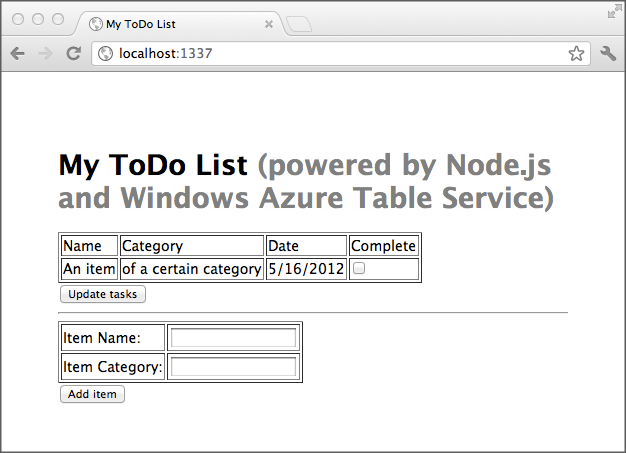 My ToDo List
localhost:1337
My ToDo List (powered by Node.js
and Windows Azure Table Service)
Name Category Date Complete
An item of a certain category 5/16/2012
Update tasks
Item Name:
Item Category:
Add item